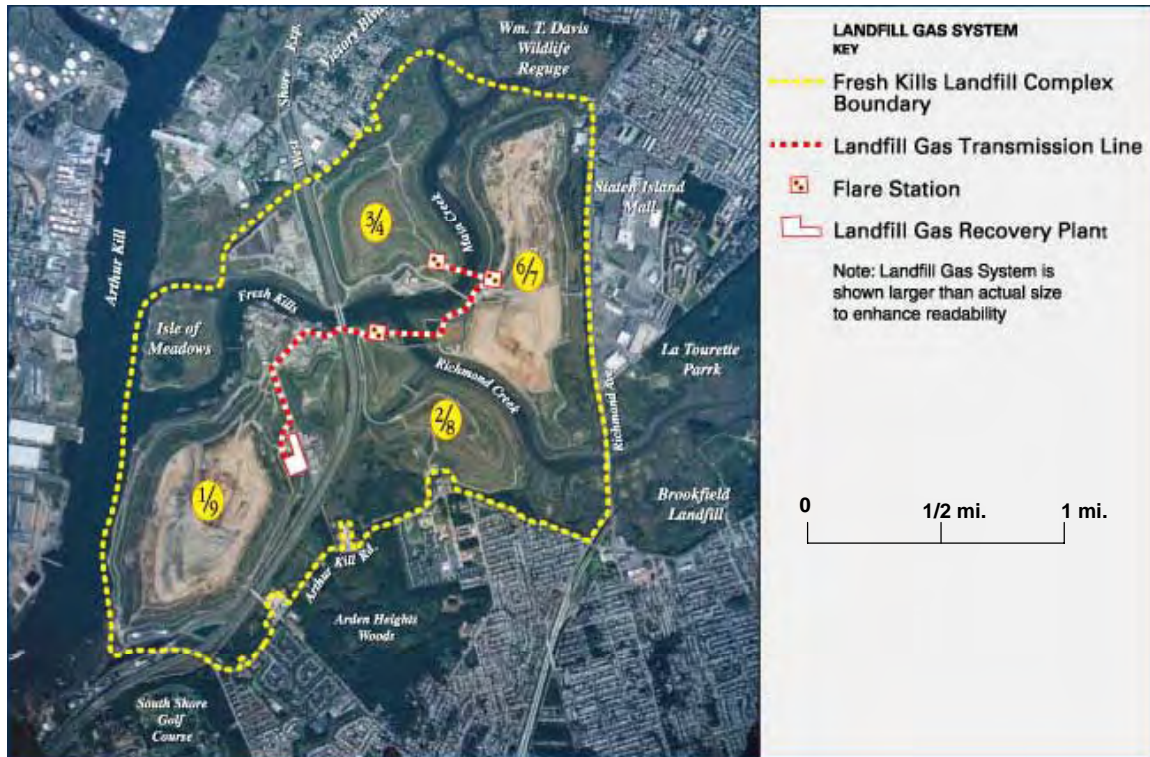 Wm. T. Davis
Wildlife
Reguge
Victory Blvd.
West Shore Exp.
Staten Island
Mall
Main Creek
3/4
6/7
Arthur Kill
Fresh Kills
Isle of
Meadows
La Tourette
Parrk
Richmond Creek
Richmond Ave.
2/8
1/9
Brookfield
Landfill
Arthur Kill Rd.
Arden Heights
Woods
South Shore
Golf
Course
LANDFILL GAS SYSTEM
KEY
Fresh Kills Landfill Complex
Boundary
Landfill Gas Transmission Line
Flare Station
Landfill Gas Recovery Plant
Note: Landfill Gas System is
shown larger than actual size
to enhance readability
0 1/2 mi. 1 mi.